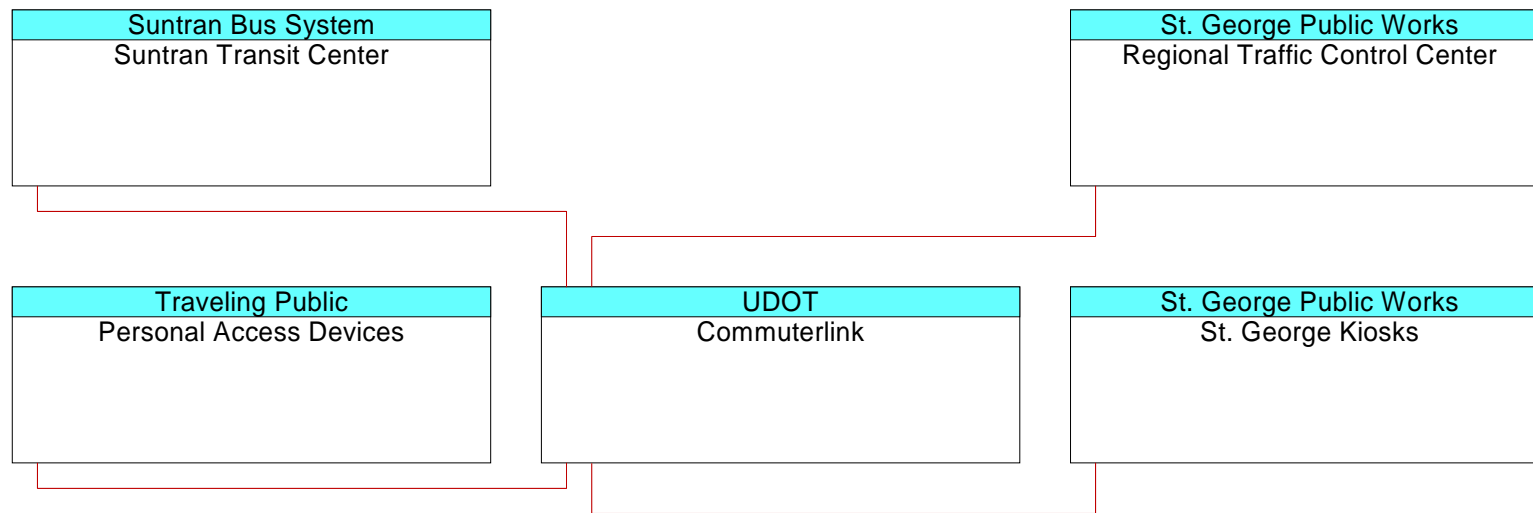 Suntran Bus System
Suntran Transit Center
St. George Public Works
Regional Traffic Control Center
Traveling Public
Personal Access Devices
UDOT
Commuterlink
St. George Public Works
St. George Kiosks